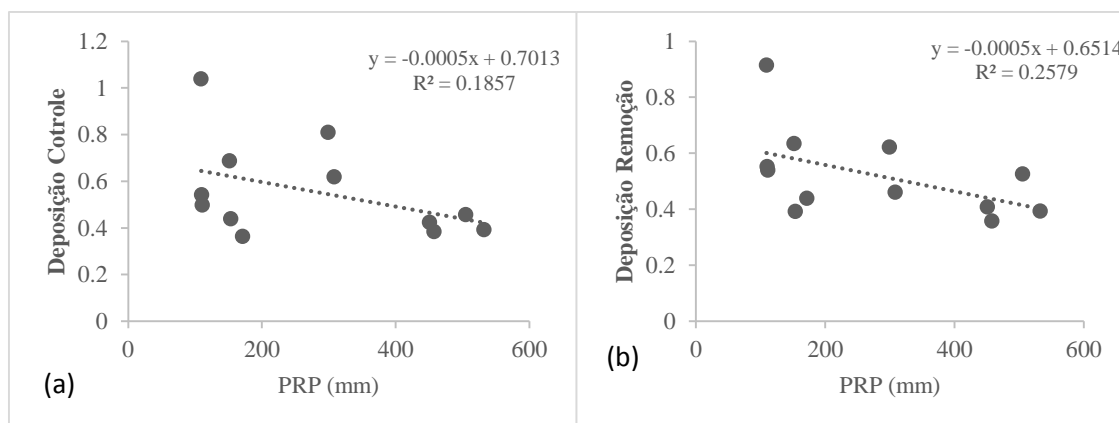 y = -0.0005x + 0.7013
R² = 0.1857
1.2
1
0.8
0.6
0.4
0.2
0
0
200
400
600
Deposição Cotrole
PRP (mm)
(a)
y = -0.0005x + 0.6514
R² = 0.2579
1
0.8
0.6
0.4
0.2
0
0
200
400
600
Deposição Remoção
PRP (mm)
(b)